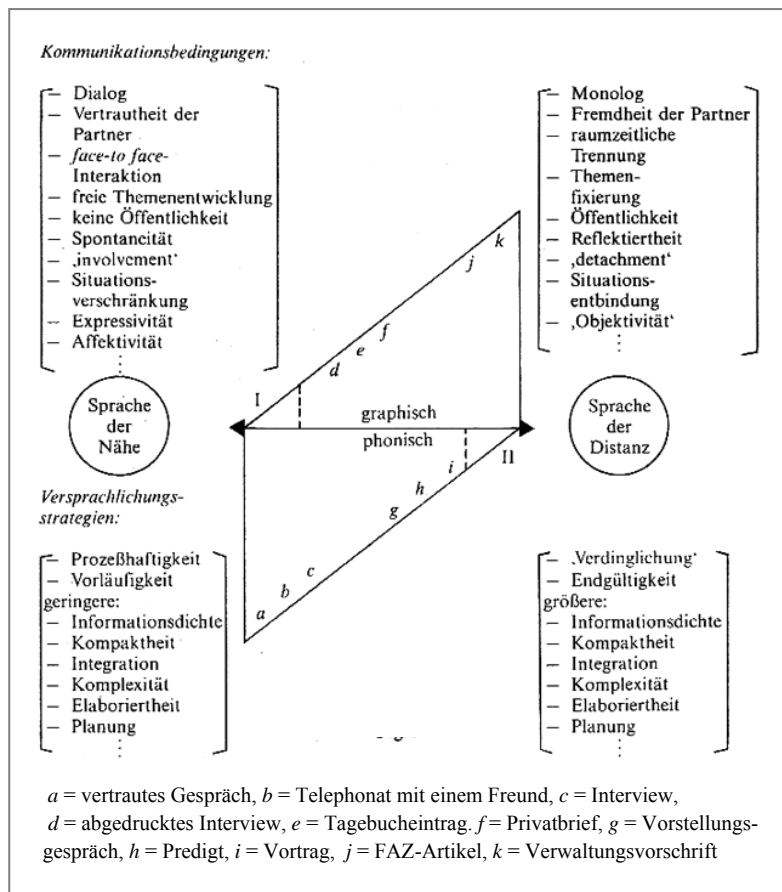 Kommunikationsbedingungen:
– Dialog
– Vertrautheit der
Partner
– face-to face-
Interaktion
– freie Themenentwicklung
– keine Öffentlichkeit
– Spontaneität
– ‚involvement‘
– Situations-
verschränkung
– Expressivität
– Affektivität
– Monolog
– Fremdheit der Partner
– raumzeitliche
Trennung
– Themen-
fixierung
– Öffentlichkeit
– Reflektiertheit
– ‚detachment‘
– Situations-
entbindung
– ‚Objektivität‘
k
j
f
e
d
I
Sprache
der
Nähe
graphisch
phonisch
Sprache
der
Distanz
II
i
h
g
c
b
a
Versprachlichungs-
strategien:
– Prozeßhaftigkeit
– Vorläufigkeit
geringere:
– Informationsdichte
– Kompaktheit
– Integration
– Komplexität
– Elaboriertheit
– Planung
– ‚Verdinglichung‘
– Endgültigkeit
größere:
– Informationsdichte
– Kompaktheit
– Integration
– Komplexität
– Elaboriertheit
– Planung
a = vertrautes Gespräch, b = Telephonat mit einem Freund, c = Interview,
d = abgedrucktes Interview, e = Tagebucheintrag. f = Privatbrief, g = Vorstellungs-
gespräch, h = Predigt, i = Vortrag, j = FAZ-Artikel, k = Verwaltungsvorschrift